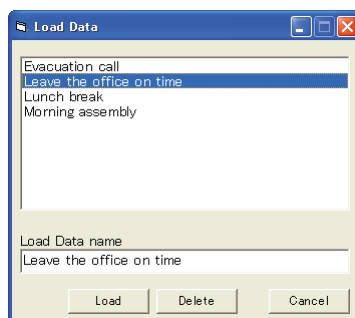 Load Data
Evacuation call
Leave the office on time
Lunch break
Morning assembly
Load Data name
Leave the office on time
Load Delete Cancel